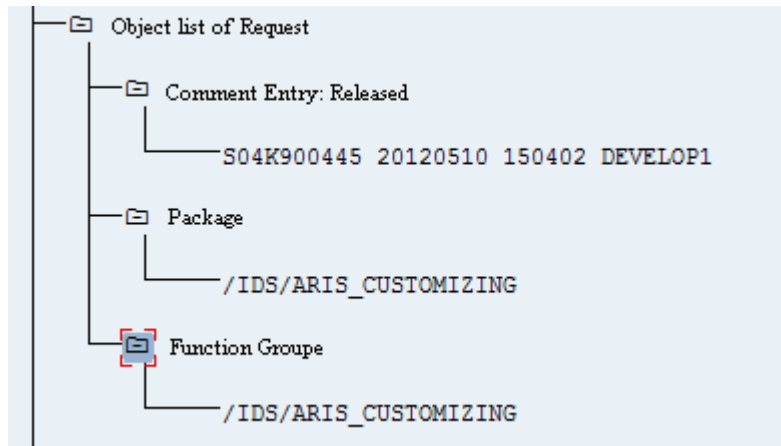 Object list of Request
Comment Entry: Released
S04K900445 20120510 150402 DEVELOP1
Package
/IDS/ARIS_CUSTOMIZING
Function Groupe
/IDS/ARIS_CUSTOMIZING